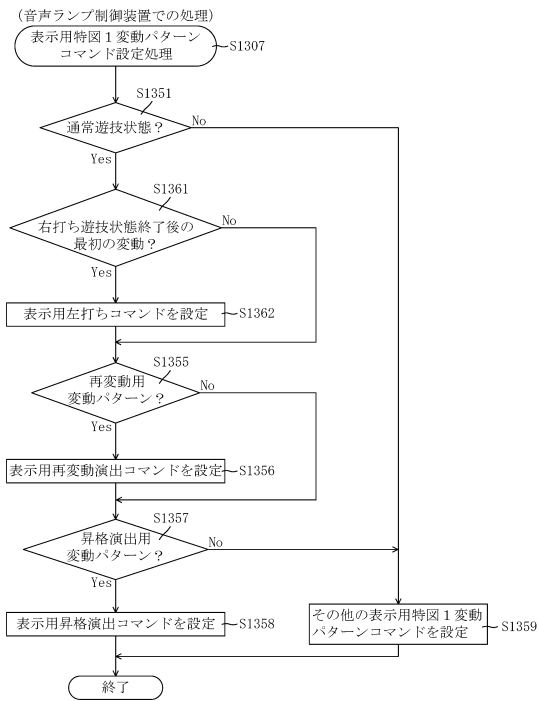 (音声ランプ制御装置での処理)
表示用特図１変動パターン
コマンド設定処理
S1307
S1351
通常遊技状態？
No
Yes
S1361
右打ち遊技状態終了後の
最初の変動？
No
Yes
表示用左打ちコマンドを設定
S1362
S1355
再変動用
変動パターン？
No
Yes
表示用再変動演出コマンドを設定
S1356
S1357
昇格演出用
変動パターン？
No
Yes
表示用昇格演出コマンドを設定
S1358
その他の表示用特図１変動
パターンコマンドを設定
S1359
終了